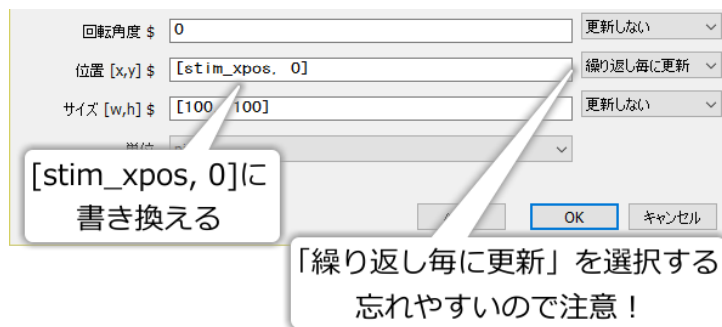 回転角度 $ 0 更新しない
位置 [x,y] $ [stim_xpos, 0] 繰り返し毎に更新
サイズ [w,h] $ [100, 100] 更新しない
[stim_xpos, 0]に
書き換える
OK キャンセル
「繰り返し毎に更新」を選択する
忘れやすいので注意！